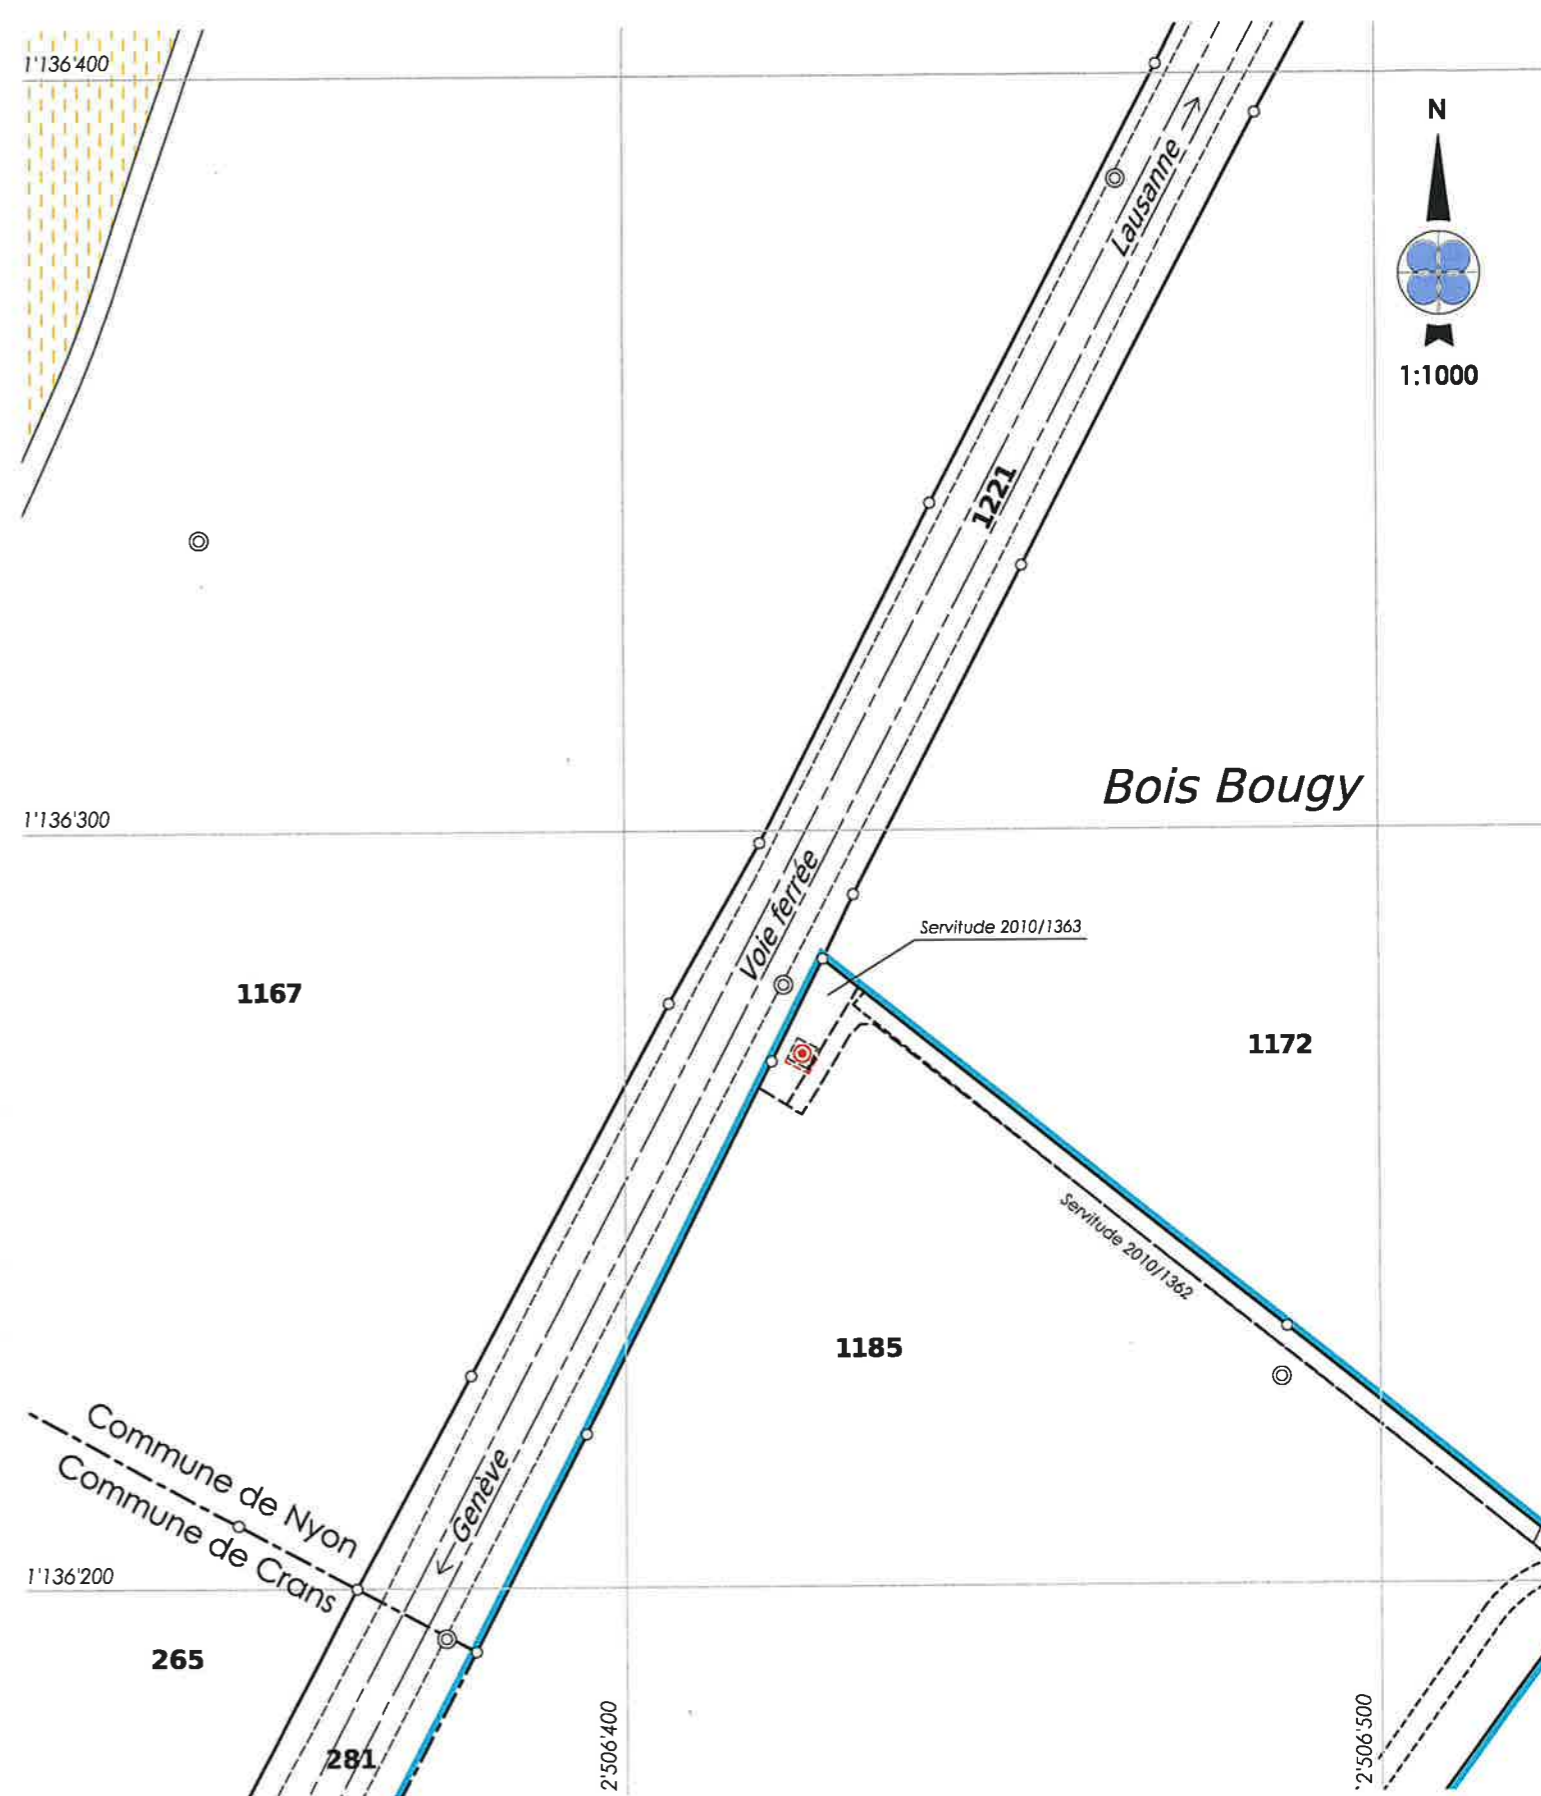 1'136'400
N
Lausanne
1:1000
1221
Bois Bougy
1'136'300
Voie ferrée
Servitude 2010/1363
1167
1172
Servitude 2010/1362
1185
Commune de Nyon
Commune de Crans
Genève
1'136'200
265
281
2'506'400
2'506'500